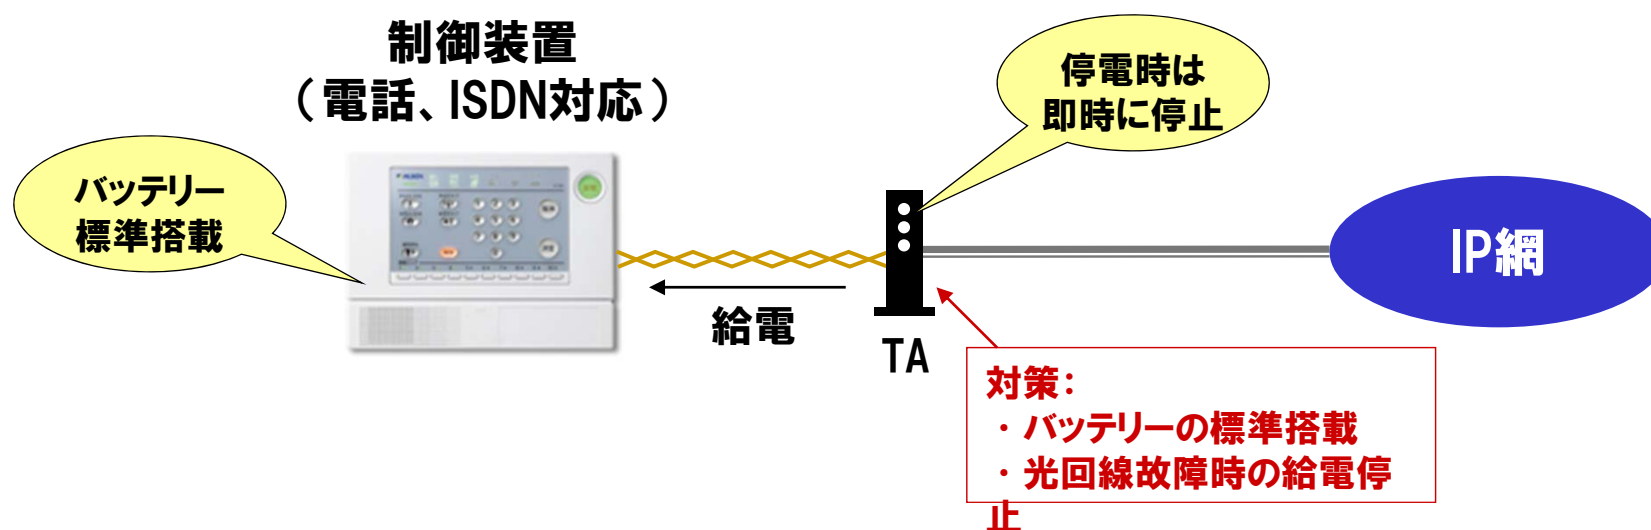 制御装置
（電話、ISDN対応）
停電時は
即時に停止
バッテリー
標準搭載
IP網
給電
TA
対策：
・バッテリーの標準搭載
・光回線故障時の給電停
止